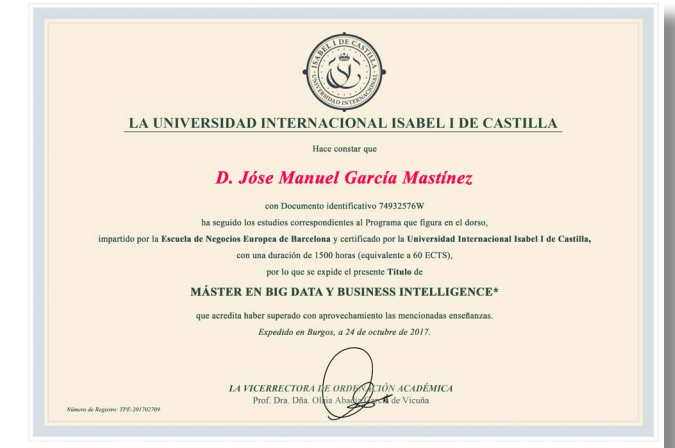 ISABEL I DE CASTILLA
UNIVERSIDAD INTERNACIONAL
LA UNIVERSIDAD INTERNACIONAL ISABEL I DE CASTILLA
Hace constar que
D. Jóse Manuel García Mastínez
con Documento identificativo 74932576W
ha seguido los estudios correspondientes al Programa que figura en el dorso,
impartido por la Escuela de Negocios Europea de Barcelona y certificado por la Universidad Internacional Isabel I de Castilla,
con una duración de 1500 horas (equivalente a 60 ECTS),
por lo que se expide el presente Título de
MÁSTER EN BIG DATA Y BUSINESS INTELLIGENCE*
que acredita haber superado con aprovechamiento las mencionadas enseñanzas.
Expedido en Burgos, a 24 de octubre de 2017.
LA VICERRECTORA DE ORDENACIÓN ACADÉMICA
Prof. Dra. Dña. Olaia Abadía García de Vicuña
Número de Registro: TPE-201702709